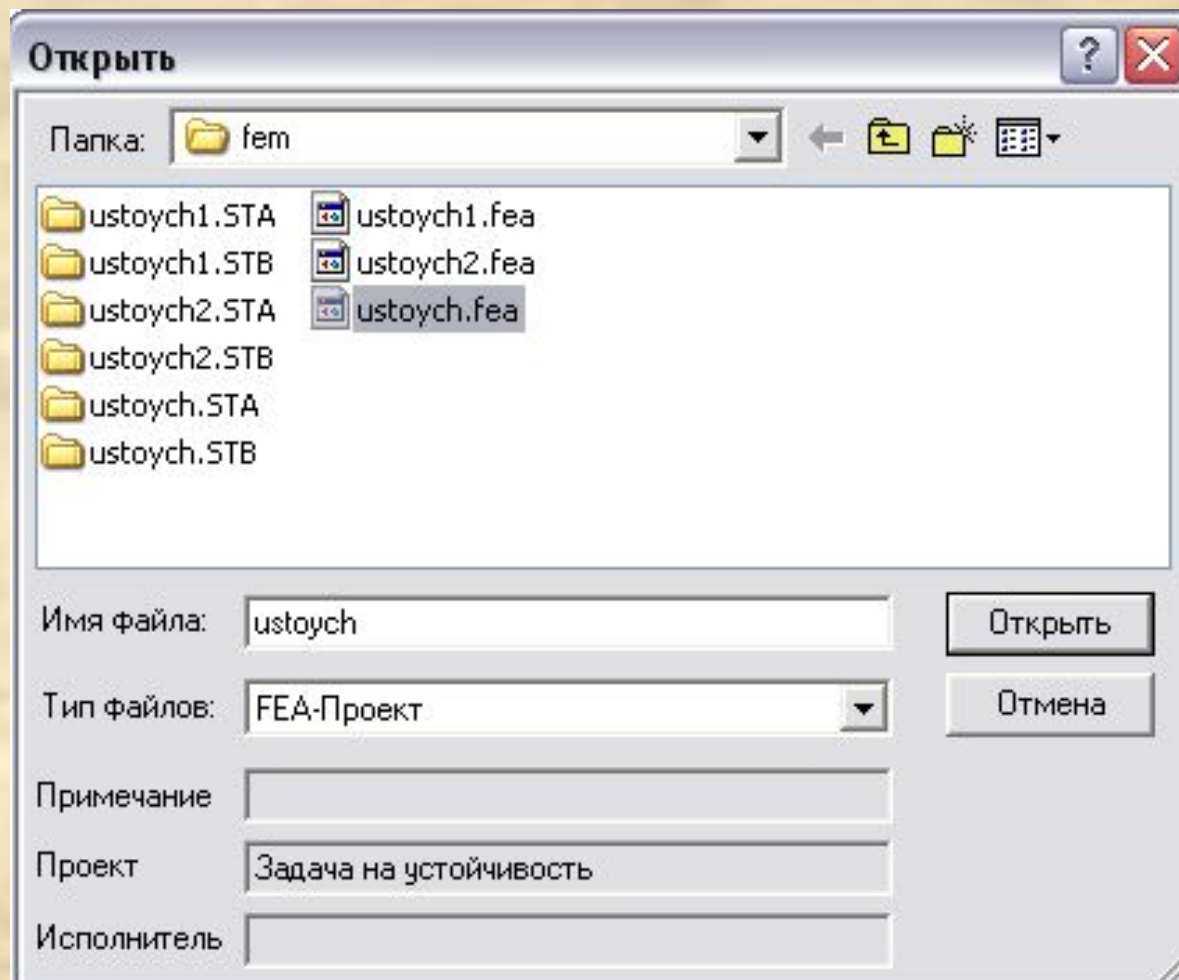 Открыть
Папка: fem
ustoych1.STA ustoych1.fea
ustoych1.STB ustoych2.fea
ustoych2.STA ustoych.fea
ustoych2.STB
ustoych.STA
ustoych.STB
Имя файла: ustoych Открыть
Тип файлов: FEA-Проект Отмена
Примечание
Проект Задача на устойчивость
Исполнитель